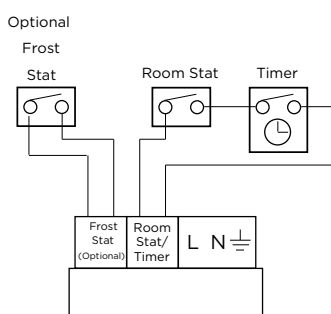 Optional
Frost
Stat
Room Stat
Timer
Frost
Stat
(Optional)
Room
Stat/
Timer
L N